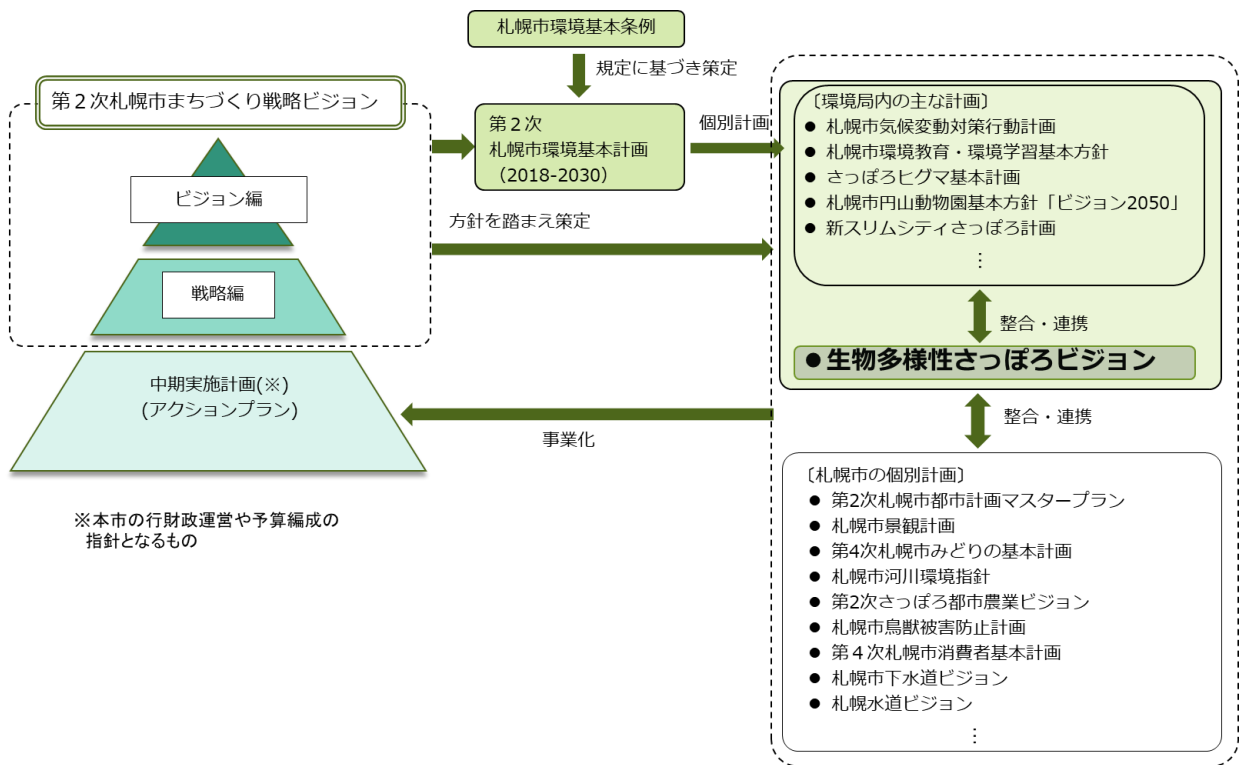 札幌市環境基本条例
規定に基づき策定
第２次札幌市まちづくり戦略ビジョン
ビジョン編
戦略編
中期実施計画(※)
(アクションプラン)
※本市の行財政運営や予算編成の
指針となるもの
第２次
札幌市環境基本計画
（2018-2030）
個別計画
方針を踏まえ策定
事業化
〔環境局内の主な計画〕
● 札幌市気候変動対策行動計画
● 札幌市環境教育・環境学習基本方針
● さっぽろヒグマ基本計画
● 札幌市円山動物園基本方針「ビジョン2050」
● 新スリムシティさっぽろ計画
⋮
整合・連携
●生物多様性さっぽろビジョン
整合・連携
〔札幌市の個別計画〕
● 第2次札幌市都市計画マスタープラン
● 札幌市景観計画
● 第4次札幌市みどりの基本計画
● 札幌市河川環境指針
● 第2次さっぽろ都市農業ビジョン
● 札幌市鳥獣被害防止計画
● 第４次札幌市消費者基本計画
● 札幌市下水道ビジョン
● 札幌水道ビジョン
⋮